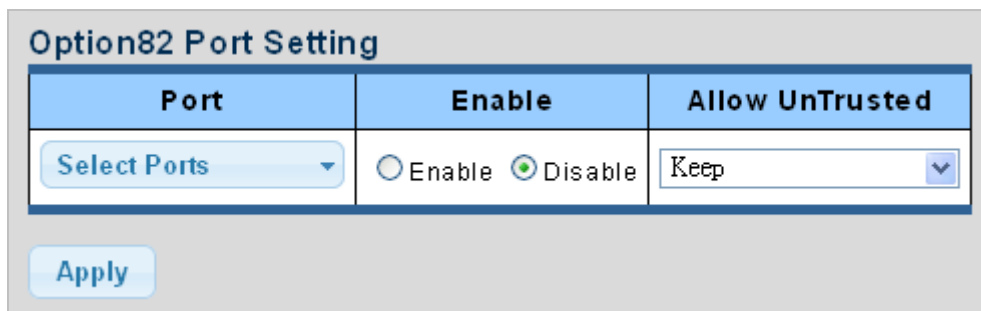 Option82 Port Setting
Port Enable Allow UnTrusted
Select Ports Enable Disable Keep
Apply